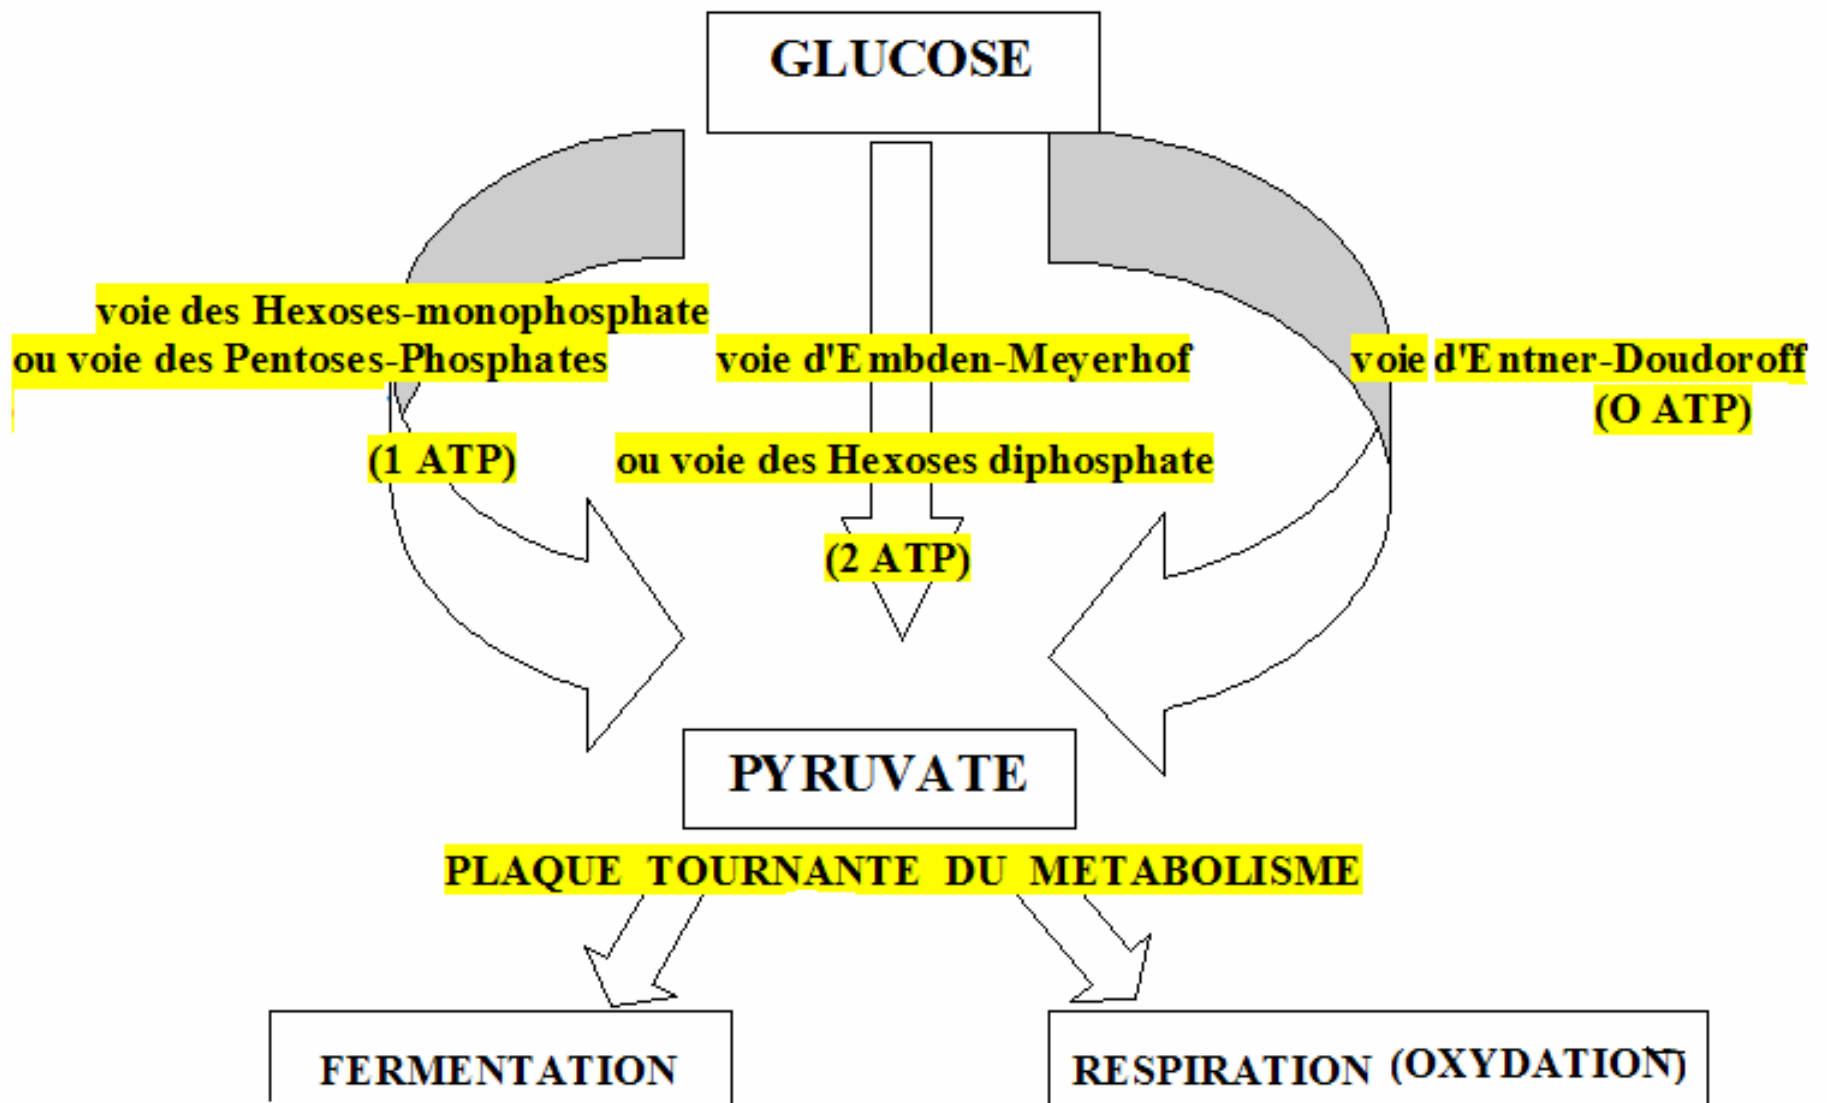 GLUCOSE
voie des Hexoses-monophosphate
ou voie des Pentoses-Phosphates
(1 ATP)
voie d'Embden-Meyerhof
ou voie des Hexoses diphosphate
(2 ATP)
voie d'Entner-Doudoroff
(O ATP)
PYRUVATE
PLAQUE TOURNANTE DU METABOLISME
FERMENTATION
RESPIRATION (OXYDATION)